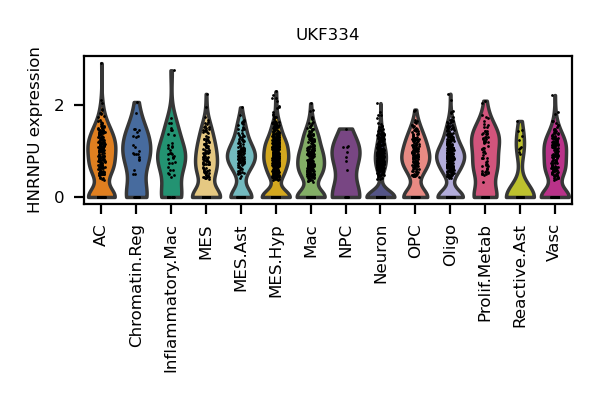 UKF334
HNRNPU expression
2
0
AC
Chromatin.Reg
Inflammatory.Mac
MES
MES.Ast
MES.Hyp
Mac
NPC
Neuron
OPC
Oligo
Prolif.Metab
Reactive.Ast
Vasc